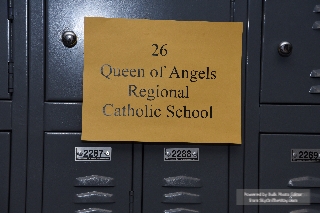 26
Queen of Angels
Regional
Catholic School
2287
2288
2289